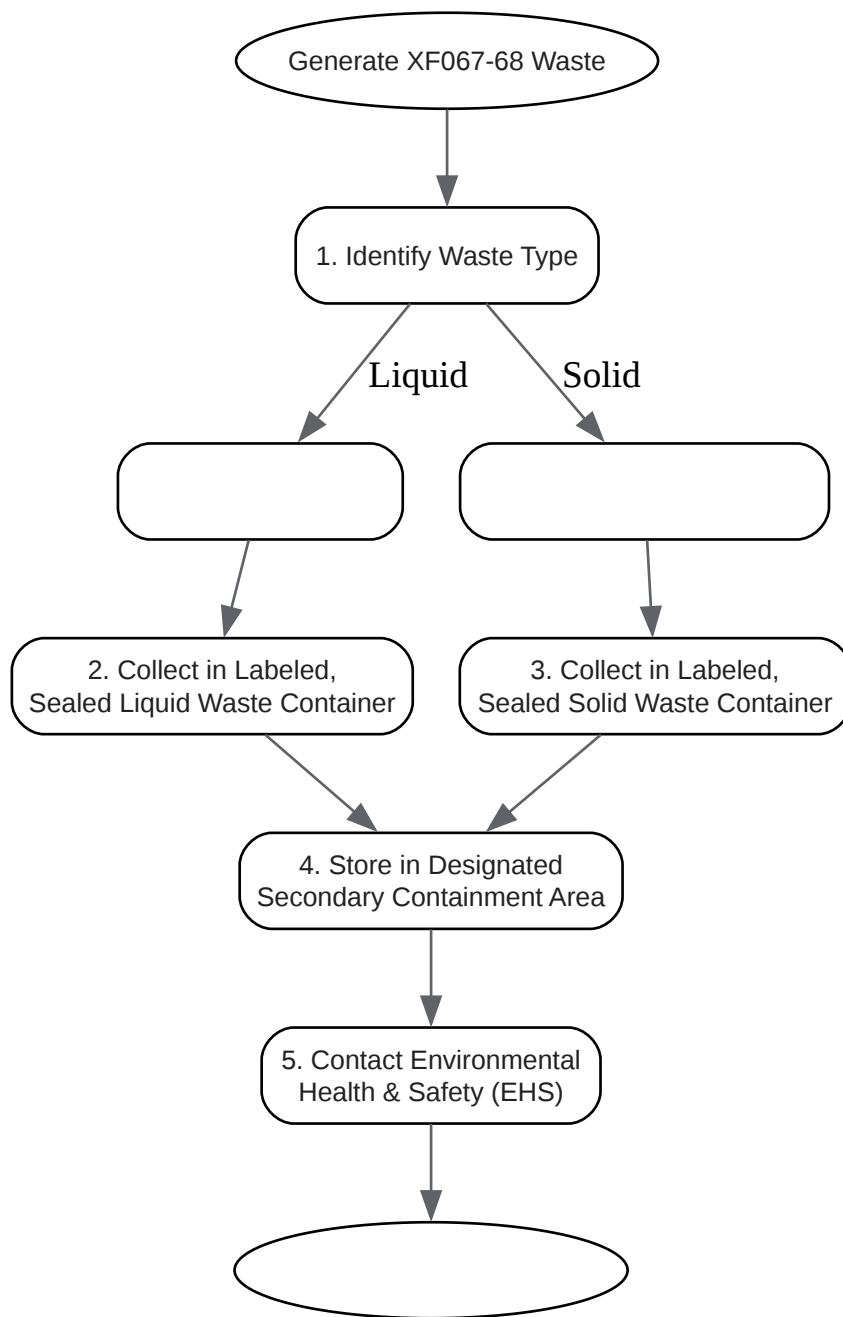 Generate XF067-68 Waste
1. Identify Waste Type
Liquid
Solid
2. Collect in Labeled,
Sealed Liquid Waste Container
3. Collect in Labeled,
Sealed Solid Waste Container
4. Store in Designated
Secondary Containment Area
5. Contact Environmental
Health & Safety (EHS)